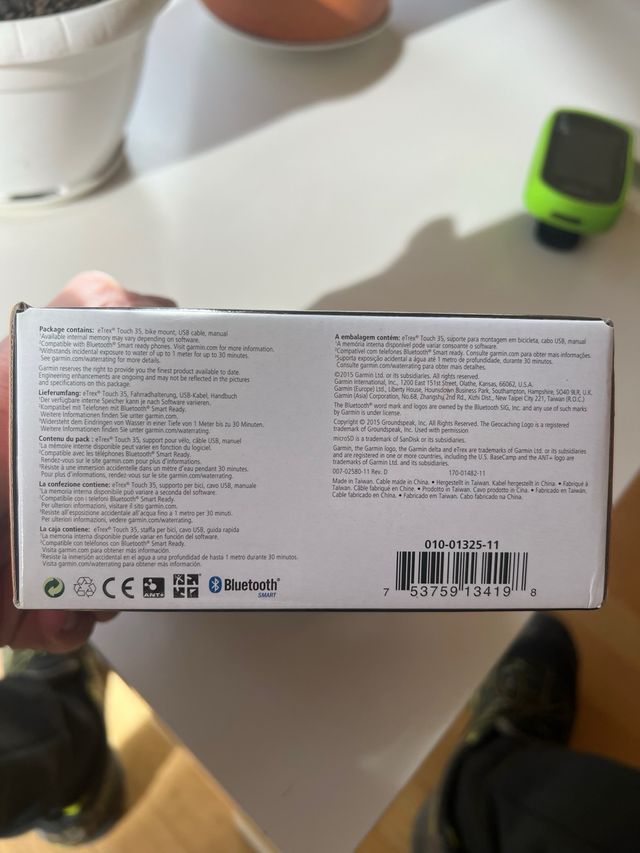 Package contains: eTrex® Touch 35, bike mount, USB cable, manual
¹Available internal memory may vary depending on software.
²Compatible with Bluetooth® Smart ready phones. Visit garmin.com for more information.
³Withstands incidental exposure to water of up to 1 meter for up to 30 minutes.
See garmin.com/waterrating for more details.
Garmin reserves the right to provide you the finest product available to date.
Engineering enhancements are ongoing and may not be reflected in the pictures
and specifications on this package.
Lieferumfang: eTrex® Touch 35, Fahrradhalterung, USB-Kabel, Handbuch
¹Der verfügbare interne Speicher kann je nach Software variieren.
²Kompatibel mit Telefonen mit Bluetooth® Smart Ready.
Weitere Informationen finden Sie unter garmin.com.
³Widersteht dem Eindringen von Wasser in einer Tiefe von 1 Meter bis zu 30 Minuten.
Weitere Informationen finden Sie unter garmin.com/waterrating.
Contenu du pack : eTrex® Touch 35, support pour vélo, câble USB, manuel
¹La mémoire interne disponible peut varier en fonction du logiciel.
²Compatible avec les téléphones Bluetooth® Smart Ready.
Rendez-vous sur le site garmin.com pour plus d'informations.
³Résiste à une immersion accidentelle dans un mètre d'eau pendant 30 minutes.
Pour plus d'informations, rendez-vous sur le site garmin.com/waterrating.
La confezione contiene: eTrex® Touch 35, supporto per bici, cavo USB, manuale
¹La memoria interna disponibile può variare a seconda del software.
²Compatibile con i telefoni Bluetooth® Smart Ready.
Per ulteriori informazioni, visitare il sito garmin.com.
³Resiste all'esposizione accidentale all'acqua fino a 1 metro per 30 minuti.
Per ulteriori informazioni, vedere garmin.com/waterrating.
La caja contiene: eTrex® Touch 35, staffa per bici, cavo USB, guida rapida
¹La memoria interna disponible puede variar en función del software.
²Compatible con teléfonos con Bluetooth® Smart Ready.
Visita garmin.com para obtener más información.
³Resiste la inmersión accidental en el agua a una profundidad de hasta 1 metro durante 30 minutos.
Visita garmin.com/waterrating para obtener más información.
CE
ANT+
Bluetooth®
SMART
A embalagem contém: eTrex® Touch 35, suporte para montagem em bicicleta, cabo USB, manual
¹A memória interna disponível pode variar consoante o software.
²Compatível com telefones Bluetooth® Smart ready. Consulte garmin.com para obter mais informações.
³Suporta exposição acidental a água até 1 metro de profundidade, durante 30 minutos.
Consulte garmin.com/waterrating para obter mais detalhes.
©2015 Garmin Ltd. or its subsidiaries. All rights reserved.
Garmin International, Inc., 1200 East 151st Street, Olathe, Kansas, 66062, U.S.A.
Garmin (Europe) Ltd., Liberty House, Hounsdown Business Park, Southampton, Hampshire, SO40 9LR, U.K.
Garmin (Asia) Corporation, No.68, Zhangshu 2nd Rd., Xizhi Dist., New Taipei City 221, Taiwan (R.O.C.)
The Bluetooth® word mark and logos are owned by the Bluetooth SIG, Inc. and any use of such marks
by Garmin is under license.
Copyright © 2015 Groundspeak, Inc. All Rights Reserved. The Geocaching Logo is a registered
trademark of Groundspeak, Inc. Used with permission
microSD is a trademark of SanDisk or its subsidiaries.
Garmin, the Garmin logo, the Garmin delta and eTrex are trademarks of Garmin Ltd. or its subsidiaries
and are registered in one or more countries, including the U.S. BaseCamp and the ANT+ logo are
trademarks of Garmin Ltd. and its subsidiaries.
007-02580-11 Rev. D 170-01482-11
Made in Taiwan. Cable made in China. • Hergestellt in Taiwan. Kabel hergestellt in China. • Fabriqué à
Taïwan. Câble fabriqué en Chine. • Prodotto in Taiwan. Cavo prodotto in Cina. • Fabricado en Taiwán.
Cable fabricado en China. • Fabricado em Taiwan. Cabo fabricado na China.
010-01325-11
7 53759 13419 8